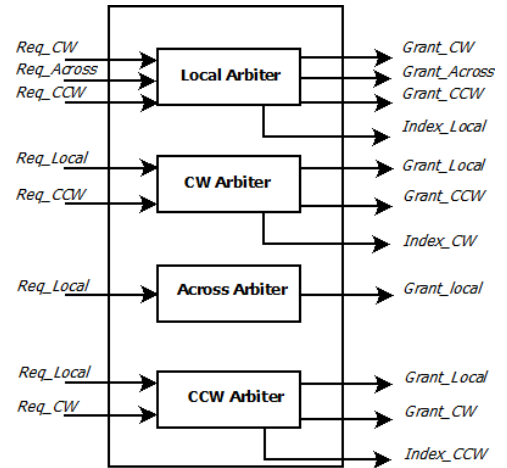 Req_CW
Req_Across
Req_CCW
Local Arbiter
Grant_CW
Grant_Across
Grant_CCW
Index_Local
Req_Local
Req_CCW
CW Arbiter
Grant_Local
Grant_CCW
Index_CW
Req_Local
Across Arbiter
Grant_local
Req_Local
Req_CW
CCW Arbiter
Grant_Local
Grant_CW
Index_CCW